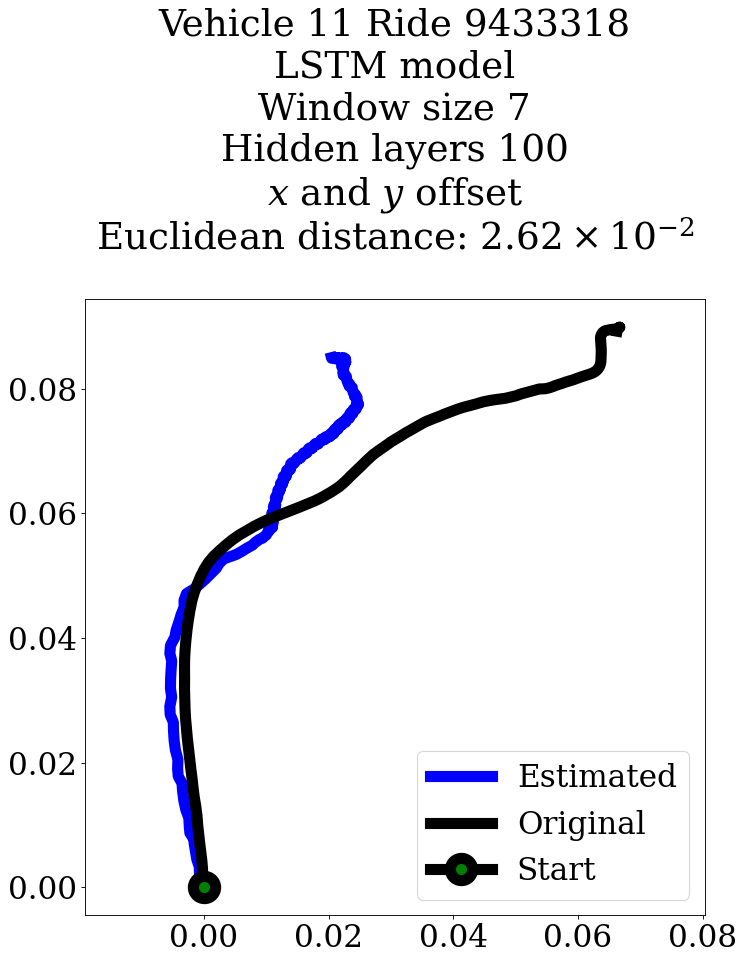 Vehicle 11 Ride 9433318
LSTM model
Window size 7
Hidden layers 100
x and y offset
Euclidean distance: 2.62 × 10⁻²
0.08
0.06
0.04
0.02
0.00
Estimated
Original
Start
0.00 0.02 0.04 0.06 0.08